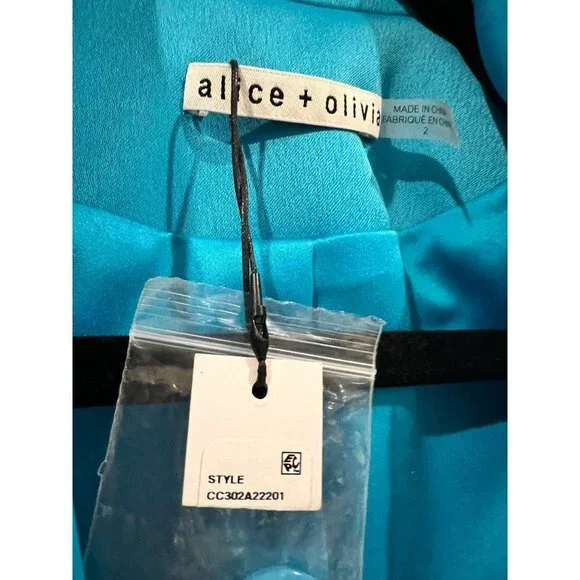 alice + olivia
MADE IN CHINA
FABRIQUÉ EN CHINE
2
STYLE
CC302A22201